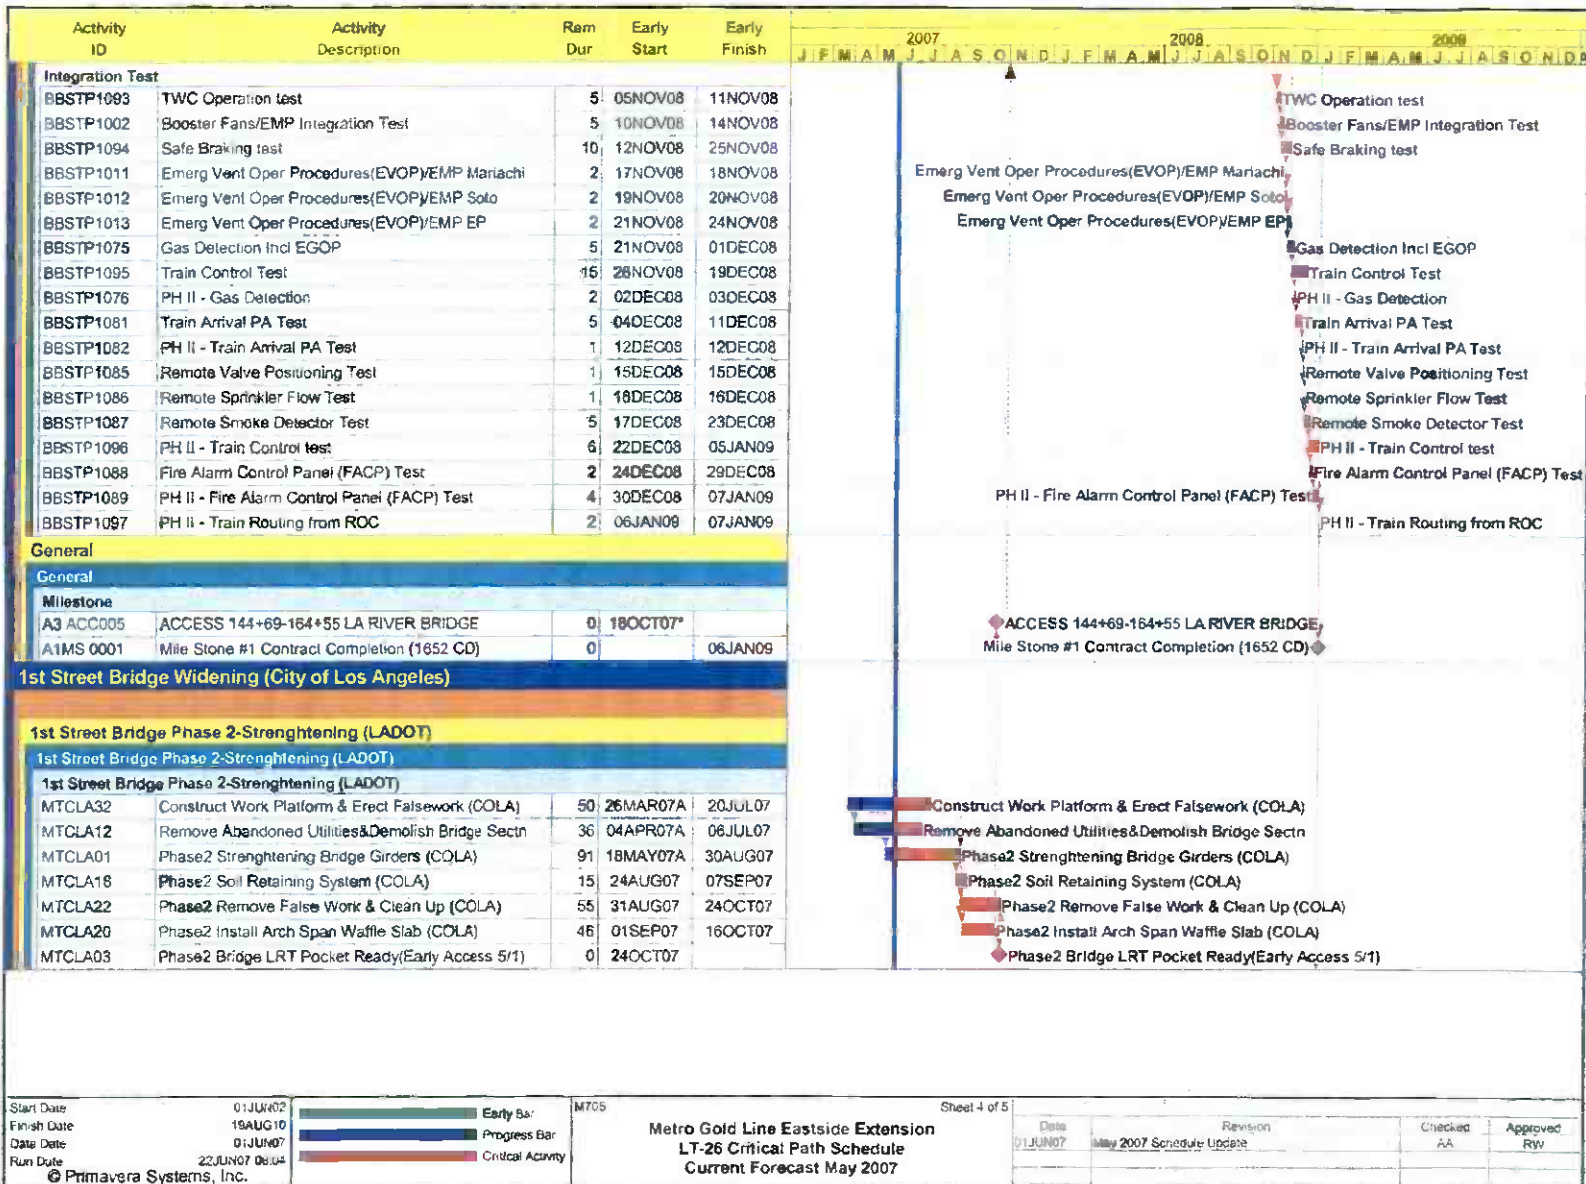 Activity ID Activity Description Rem Dur Early Start Early Finish
2007 2008 2009
J F M A M J J A S O N D J F M A M J J A S O N D J F M A M J J A S O N D
Integration Test
BBSTP1093 TWC Operation test 5 05NOV08 11NOV08 TWC Operation test
BBSTP1002 Booster Fans/EMP Integration Test 5 10NOV08 14NOV08 Booster Fans/EMP Integration Test
BBSTP1094 Safe Braking test 10 12NOV08 25NOV08 Safe Braking test
BBSTP1011 Emerg Vent Oper Procedures(EVOP)/EMP Mariachi 2 17NOV08 18NOV08 Emerg Vent Oper Procedures(EVOP)/EMP Mariachi
BBSTP1012 Emerg Vent Oper Procedures(EVOP)/EMP Soto 2 19NOV08 20NOV08 Emerg Vent Oper Procedures(EVOP)/EMP Soto
BBSTP1013 Emerg Vent Oper Procedures(EVOP)/EMP EP 2 21NOV08 24NOV08 Emerg Vent Oper Procedures(EVOP)/EMP EP
BBSTP1075 Gas Detection Incl EGOP 5 21NOV08 01DEC08 Gas Detection Incl EGOP
BBSTP1095 Train Control Test 15 26NOV08 19DEC08 Train Control Test
BBSTP1076 PH II - Gas Detection 2 02DEC08 03DEC08 PH II - Gas Detection
BBSTP1081 Train Arrival PA Test 5 04DEC08 11DEC08 Train Arrival PA Test
BBSTP1082 PH II - Train Arrival PA Test 1 12DEC08 12DEC08 PH II - Train Arrival PA Test
BBSTP1085 Remote Valve Positioning Test 1 15DEC08 15DEC08 Remote Valve Positioning Test
BBSTP1086 Remote Sprinkler Flow Test 1 16DEC08 16DEC08 Remote Sprinkler Flow Test
BBSTP1087 Remote Smoke Detector Test 5 17DEC08 23DEC08 Remote Smoke Detector Test
BBSTP1096 PH II - Train Control test 6 22DEC08 05JAN09 PH II - Train Control test
BBSTP1088 Fire Alarm Control Panel (FACP) Test 2 24DEC08 29DEC08 Fire Alarm Control Panel (FACP) Test
BBSTP1089 PH II - Fire Alarm Control Panel (FACP) Test 4 30DEC08 07JAN09 PH II - Fire Alarm Control Panel (FACP) Test
BBSTP1097 PH II - Train Routing from ROC 2 06JAN09 07JAN09 PH II - Train Routing from ROC
General
General
Milestone
A3 ACC005 ACCESS 144+69-164+55 LA RIVER BRIDGE 0 18OCT07* ACCESS 144+69-164+55 LA RIVER BRIDGE
A1MS 0001 Mile Stone #1 Contract Completion (1652 CD) 0 06JAN09 Mile Stone #1 Contract Completion (1652 CD)
1st Street Bridge Widening (City of Los Angeles)
1st Street Bridge Phase 2-Strenghtening (LADOT)
1st Street Bridge Phase 2-Strenghtening (LADOT)
1st Street Bridge Phase 2-Strenghtening (LADOT)
MTCLA32 Construct Work Platform & Erect Falsework (COLA) 50 26MAR07A 20JUL07 Construct Work Platform & Erect Falsework (COLA)
MTCLA12 Remove Abandoned Utilities&Demolish Bridge Sectn 36 04APR07A 06JUL07 Remove Abandoned Utilities&Demolish Bridge Sectn
MTCLA01 Phase2 Strenghtening Bridge Girders (COLA) 91 18MAY07A 30AUG07 Phase2 Strenghtening Bridge Girders (COLA)
MTCLA18 Phase2 Soil Retaining System (COLA) 15 24AUG07 07SEP07 Phase2 Soil Retaining System (COLA)
MTCLA22 Phase2 Remove False Work & Clean Up (COLA) 55 31AUG07 24OCT07 Phase2 Remove False Work & Clean Up (COLA)
MTCLA20 Phase2 Install Arch Span Waffle Slab (COLA) 46 01SEP07 16OCT07 Phase2 Install Arch Span Waffle Slab (COLA)
MTCLA03 Phase2 Bridge LRT Pocket Ready(Early Access 5/1) 0 24OCT07 Phase2 Bridge LRT Pocket Ready(Early Access 5/1)
Start Date 01JUN02
Finish Date 19AUG10
Data Date 01JUN07
Run Date 22JUN07 08:04
© Primavera Systems, Inc.
Early Bar
Progress Bar
Critical Activity
M705 Sheet 4 of 5
Metro Gold Line Eastside Extension
LT-26 Critical Path Schedule
Current Forecast May 2007
Date Revision Checked Approved
01JUN07 May 2007 Schedule Update AA RW